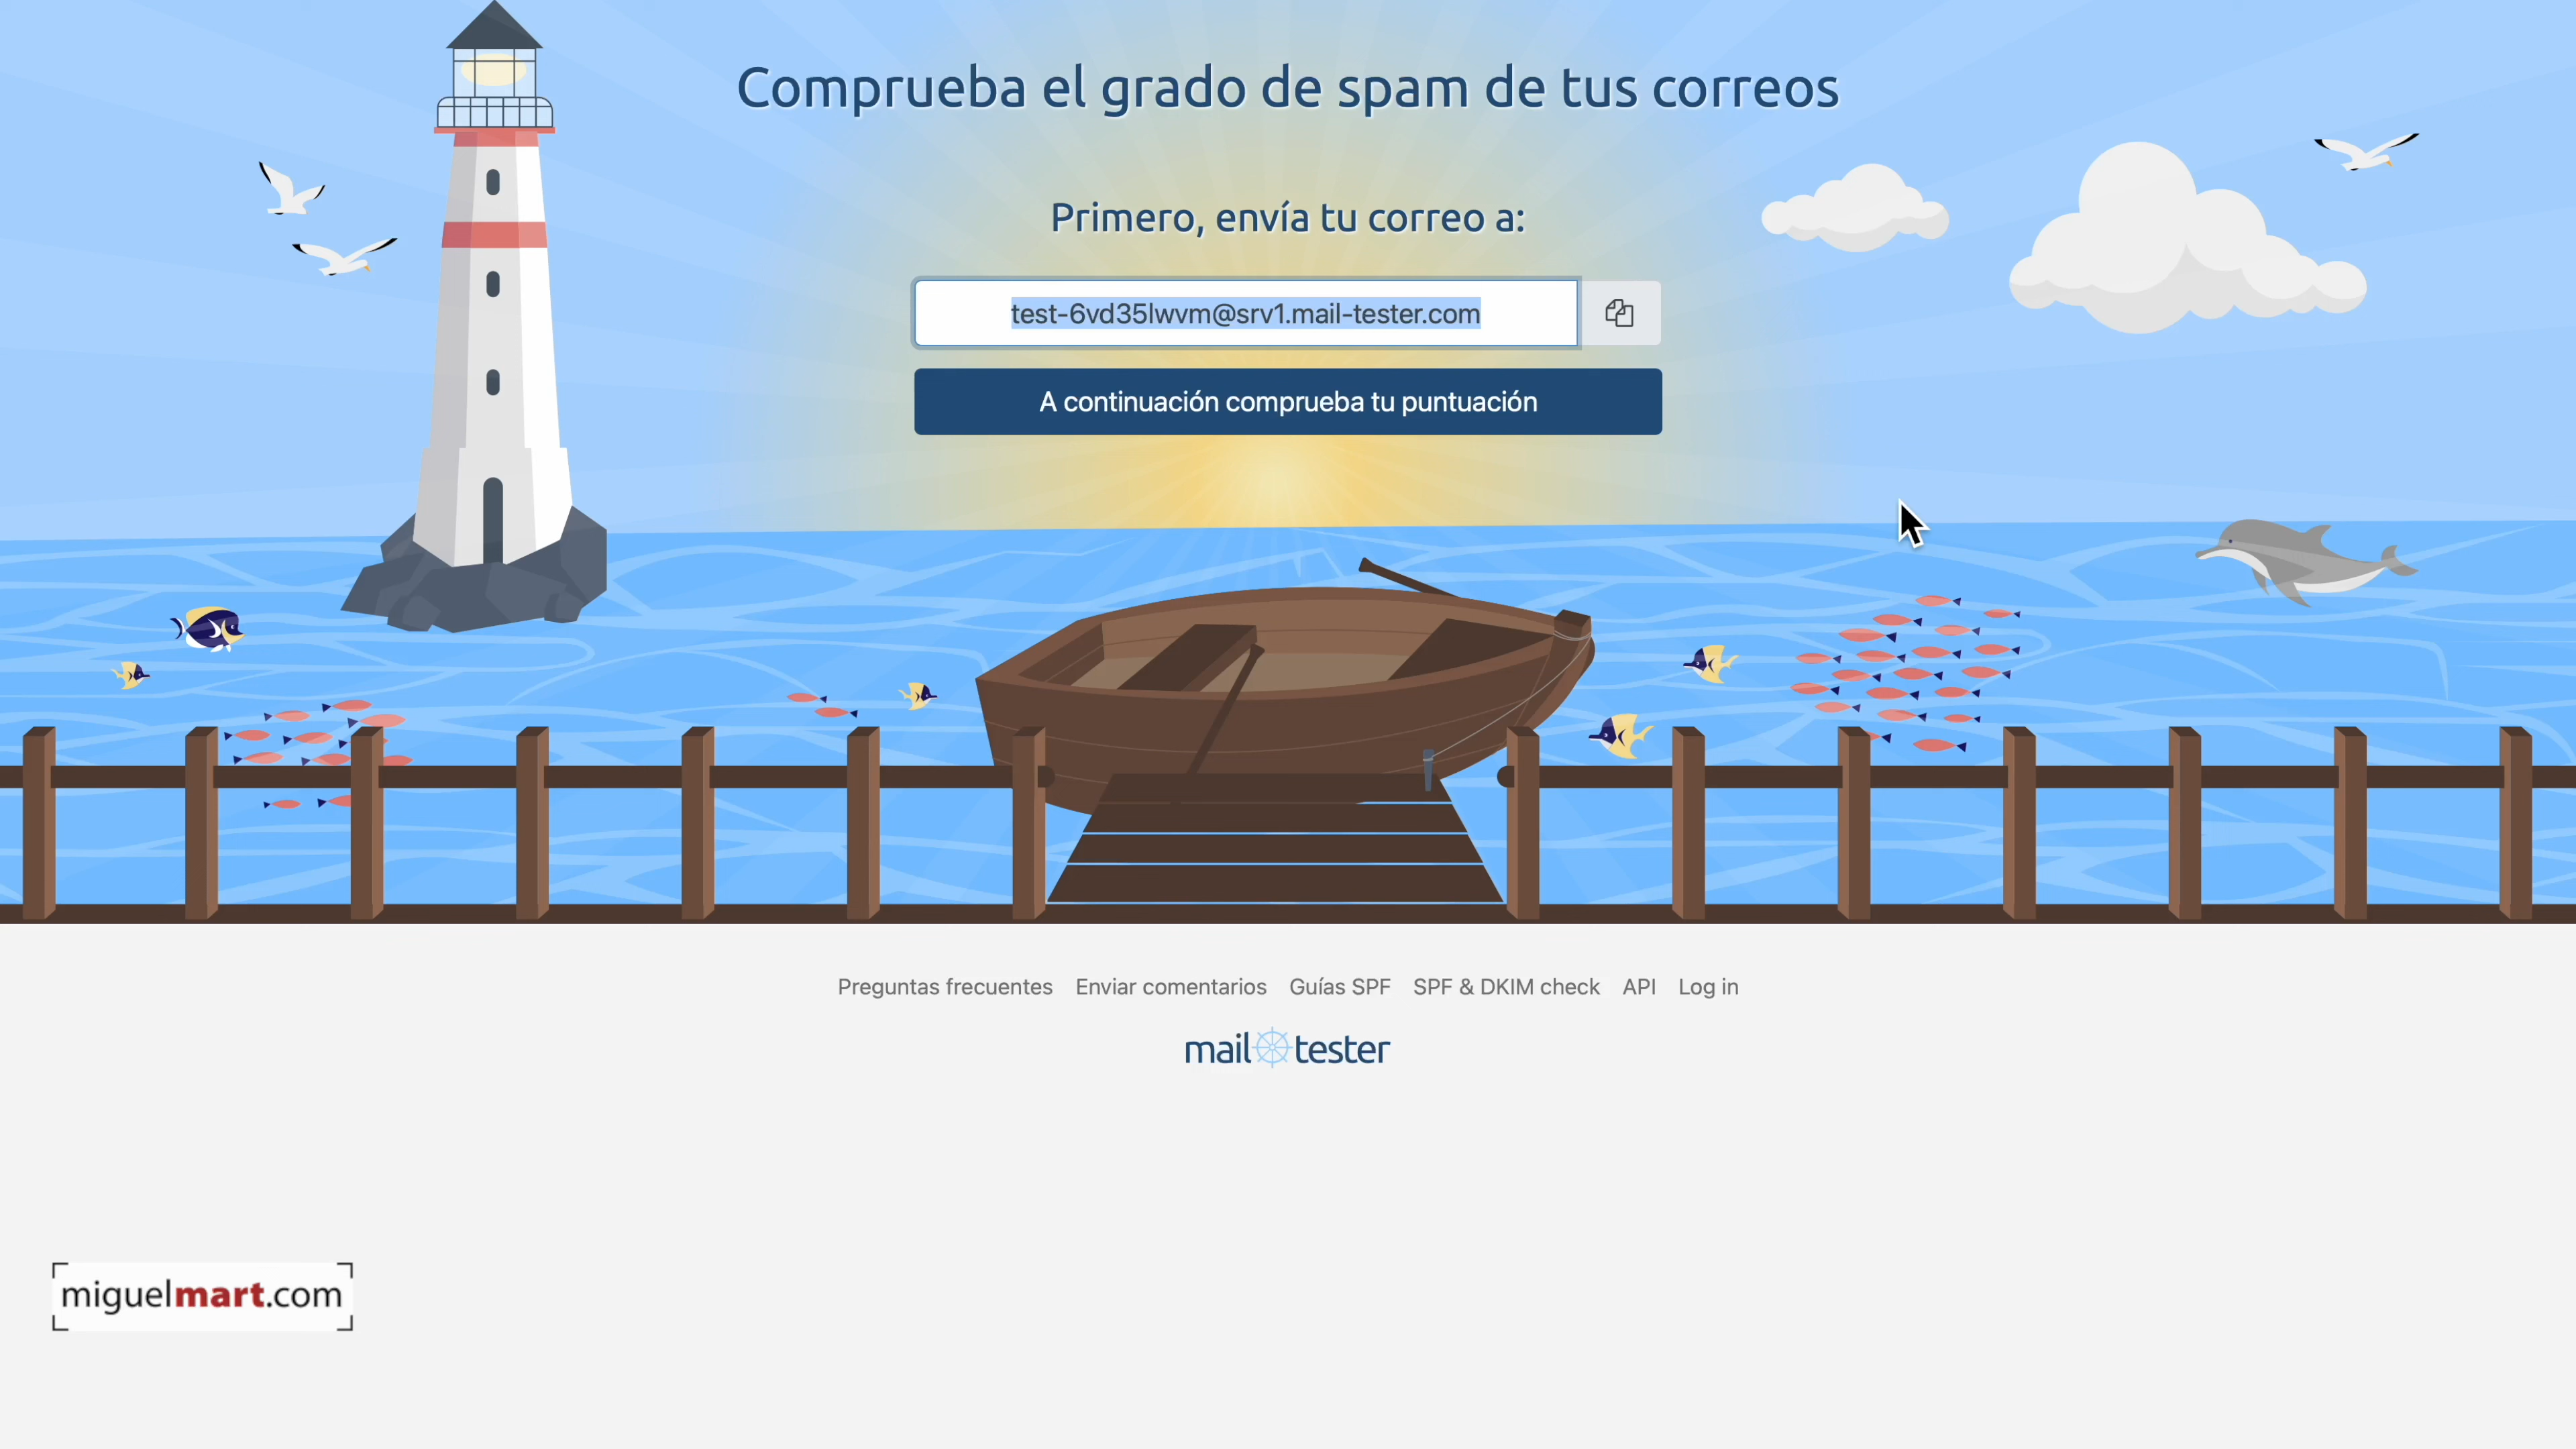 Comprueba el grado de spam de tus correos
Primero, envía tu correo a:
test-6vd35lwvm@srv1.mail-tester.com
A continuación comprueba tu puntuación
Preguntas frecuentes Enviar comentarios Guías SPF SPF & DKIM check API Log in
mail tester
miguelmart.com